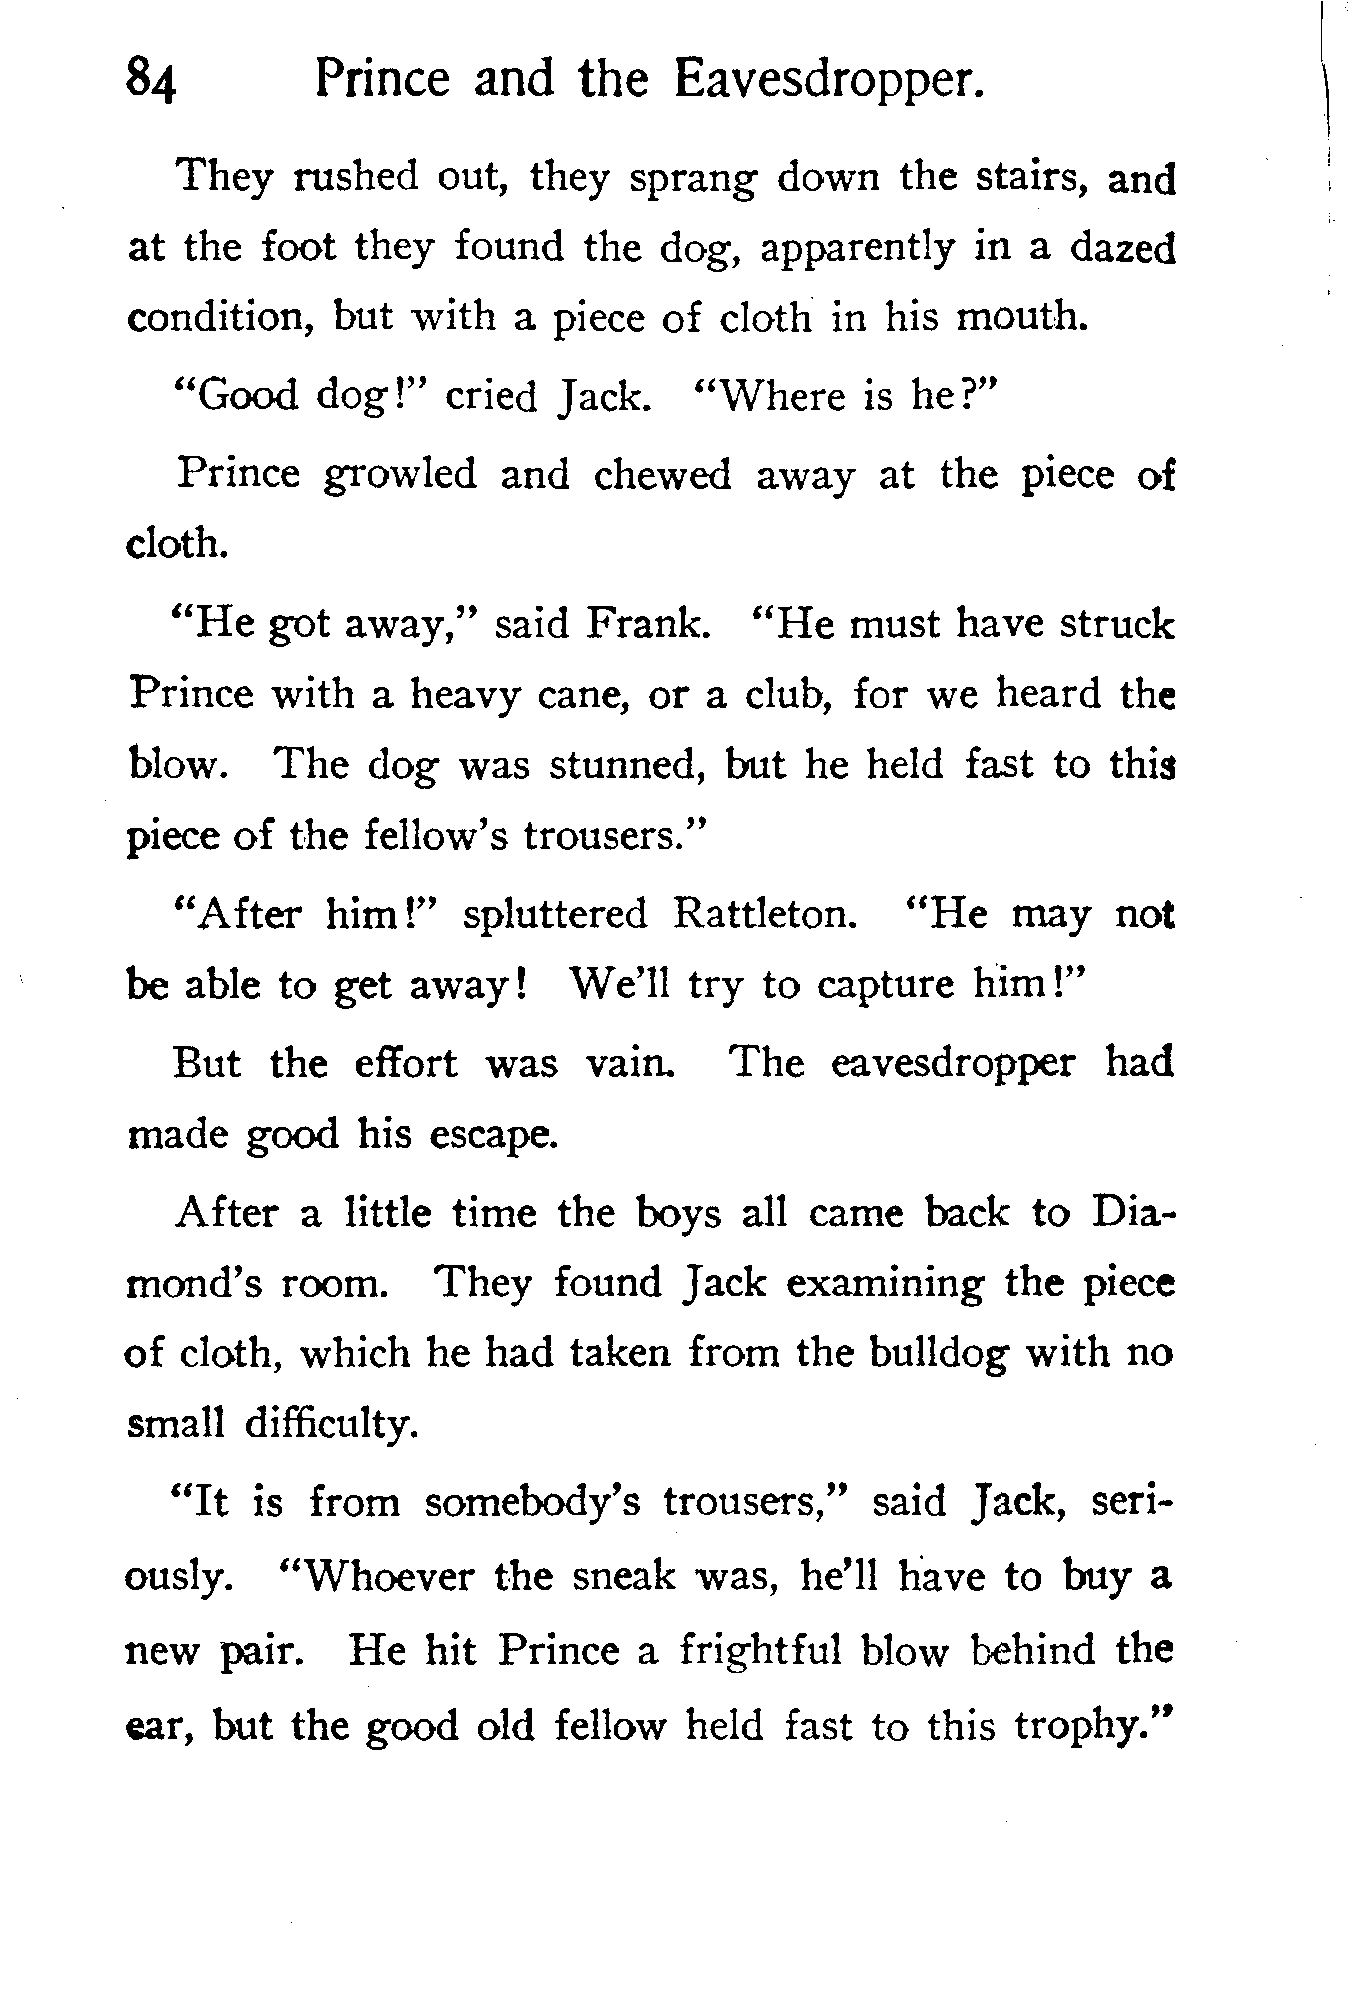 84 Prince and the Eavesdropper.
They rushed out, they sprang down the stairs, and
at the foot they found the dog, apparently in a dazed
condition, but with a piece of cloth in his mouth.
“Good dog!” cried Jack. “Where is he?”
Prince growled and chewed away at the piece of
cloth.
“He got away,” said Frank. “He must have struck
Prince with a heavy cane, or a club, for we heard the
blow. The dog was stunned, but he held fast to this
piece of the fellow’s trousers.”
“After him!” spluttered Rattleton. “He may not
be able to get away! We’ll try to capture him!”
But the effort was vain. The eavesdropper had
made good his escape.
After a little time the boys all came back to Dia-
mond’s room. They found Jack examining the piece
of cloth, which he had taken from the bulldog with no
small difficulty.
“It is from somebody’s trousers,” said Jack, seri-
ously. “Whoever the sneak was, he’ll have to buy a
new pair. He hit Prince a frightful blow behind the
ear, but the good old fellow held fast to this trophy.”